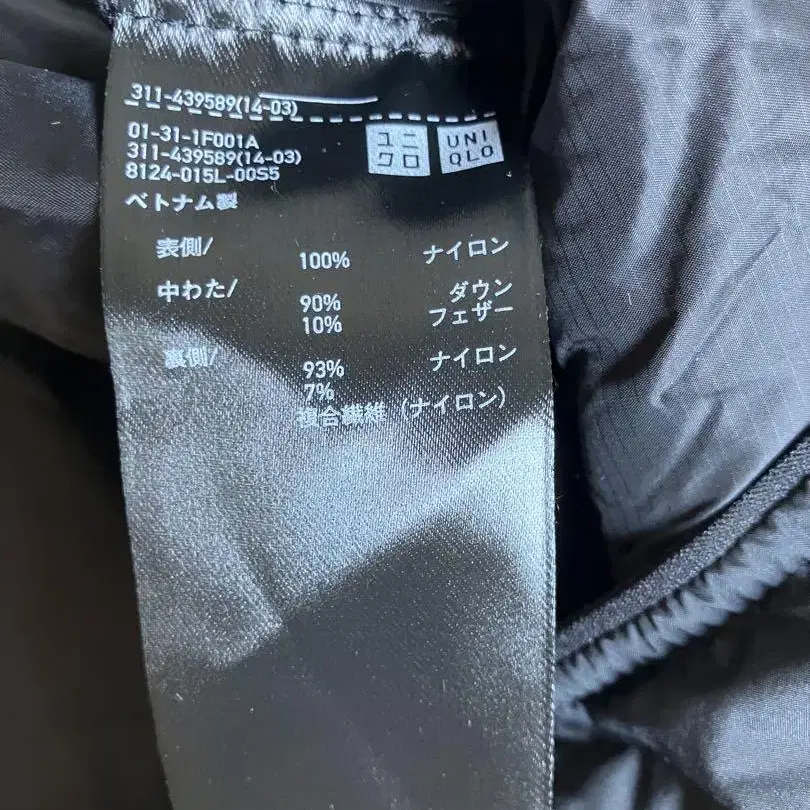 311-439589(14-03)
01-31-1F001A
311-439589(14-03)
8124-015L-00S5
ユニクロ UNIQLO
ベトナム製
表側/ 100% ナイロン
中わた/ 90% ダウン
10% フェザー
裏側/ 93% ナイロン
7%
複合繊維 (ナイロン)